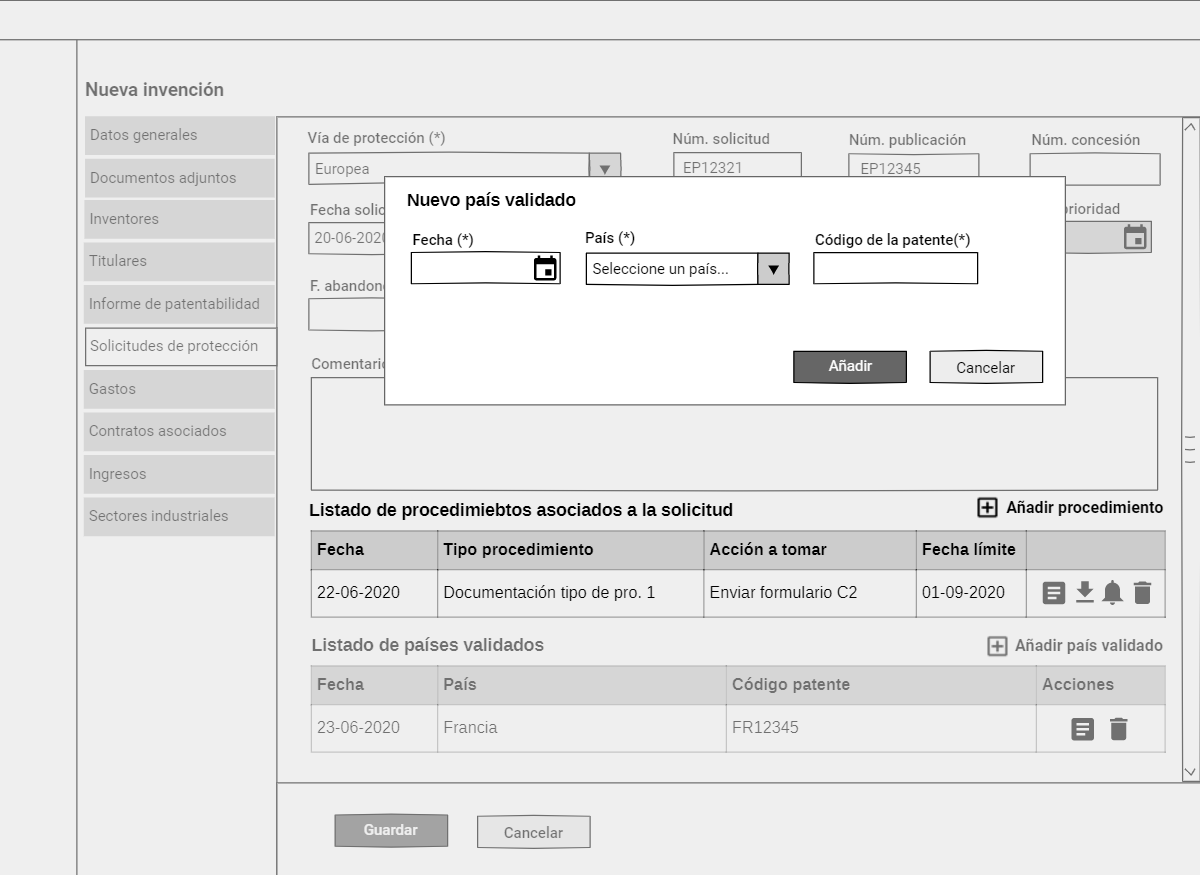 Nueva invención
Datos generales
Documentos adjuntos
Inventores
Titulares
Informe de patentabilidad
Solicitudes de protección
Gastos
Contratos asociados
Ingresos
Sectores industriales
Vía de protección (*)
Núm. solicitud
Núm. publicación
Núm. concesión
Europea
EP12321
EP12345
Fecha solic
prioridad
20-06-2020
F. abandon
Comentario
Nuevo país validado
Fecha (*)
País (*)
Código de la patente(*)
Seleccione un país...
Añadir
Cancelar
Listado de procedimiebtos asociados a la solicitud
Añadir procedimiento
Fecha
Tipo procedimiento
Acción a tomar
Fecha límite
22-06-2020
Documentación tipo de pro. 1
Enviar formulario C2
01-09-2020
Listado de países validados
Añadir país validado
Fecha
País
Código patente
Acciones
23-06-2020
Francia
FR12345
Guardar
Cancelar